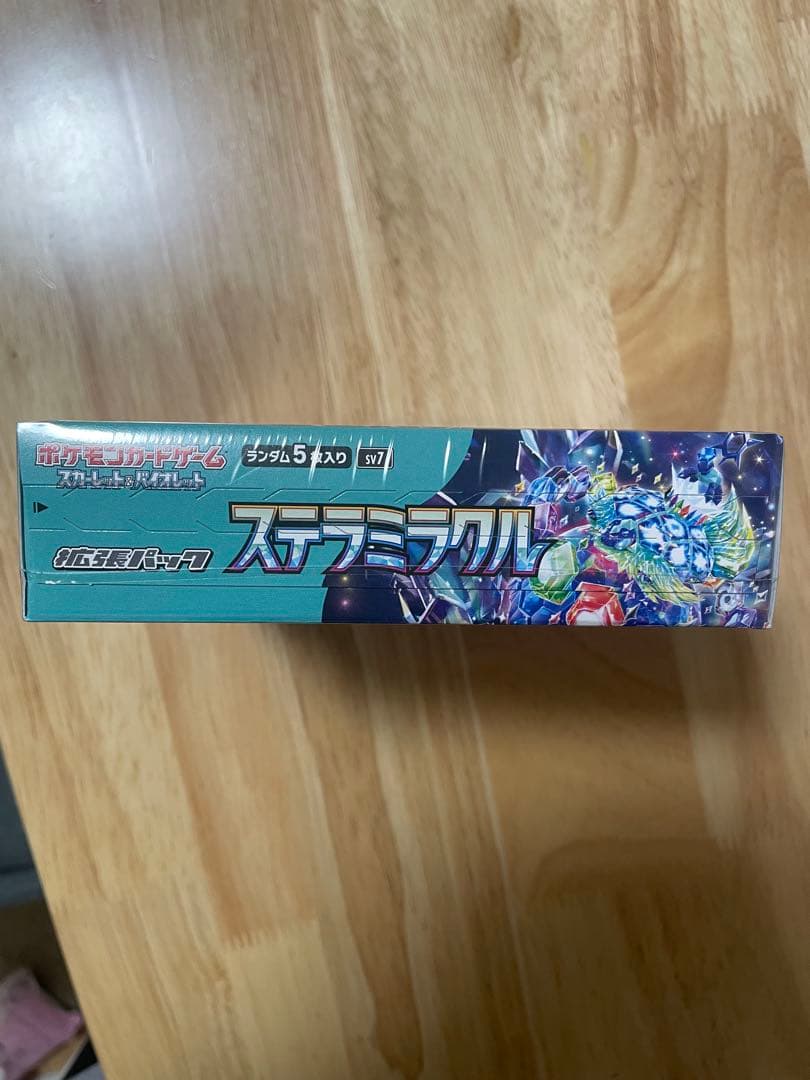 ポケモンカードゲーム
スカーレット&バイオレット
ランダム5枚入り
SV7
拡張パック
ステラミラクル